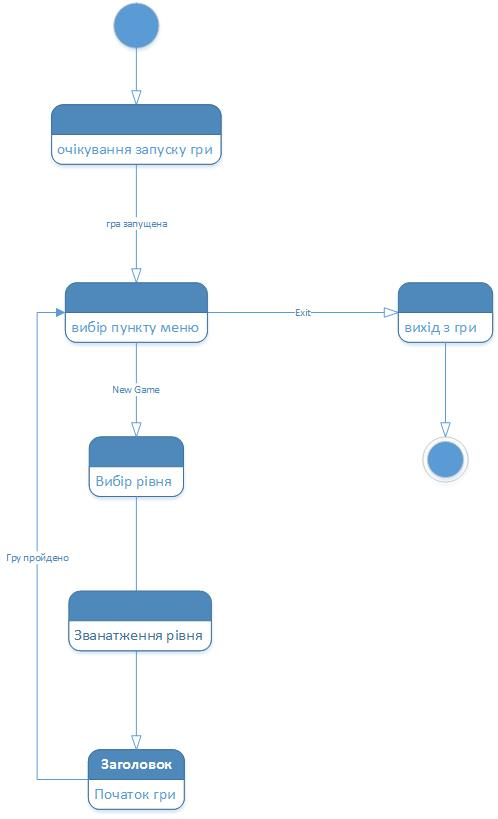 очікування запуску гри
гра запущена
вибір пункту меню
Exit
вихід з гри
New Game
Вибір рівня
Гру пройдено
Званатження рівня
Заголовок
Початок гри